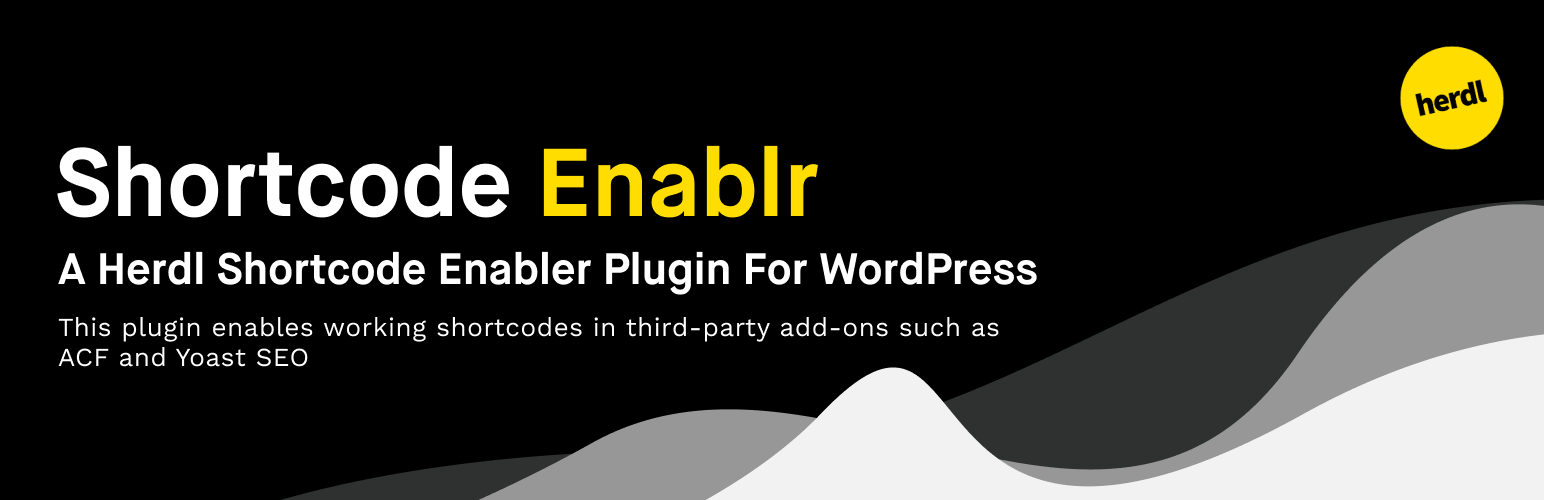 herdl
Shortcode Enablr
A Herdl Shortcode Enabler Plugin For WordPress
This plugin enables working shortcodes in third-party add-ons such as
ACF and Yoast SEO